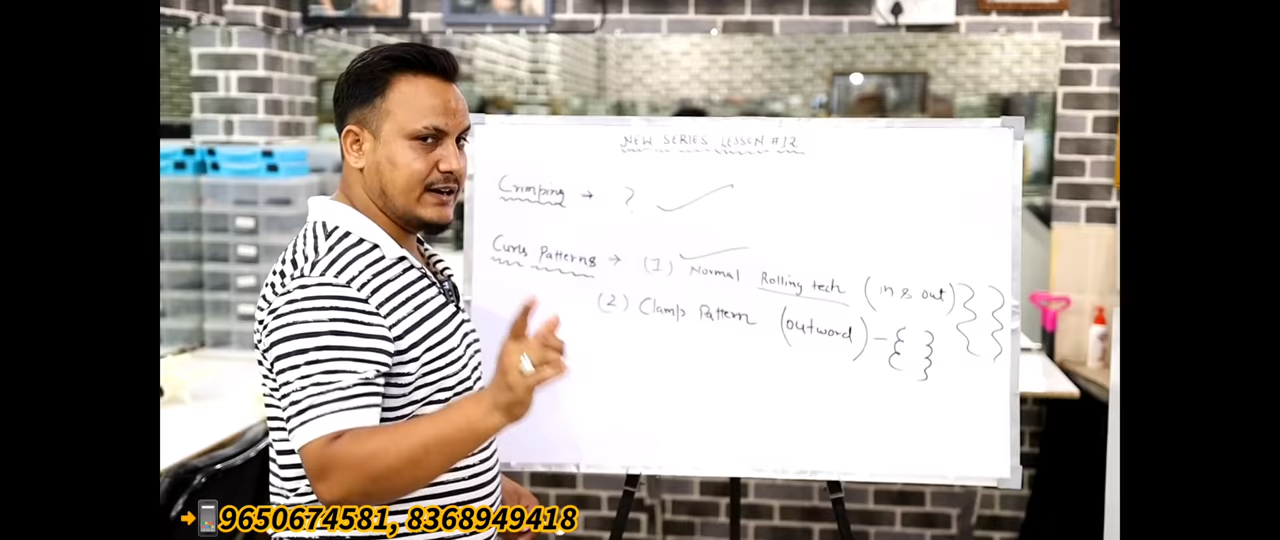 NEW SERIES LESSON #12
Crimping → ?
Curls Patterns → (1) Normal Rolling tech (in & out)
(2) Clamp Pattern (outword) -
9650674581, 8368949418